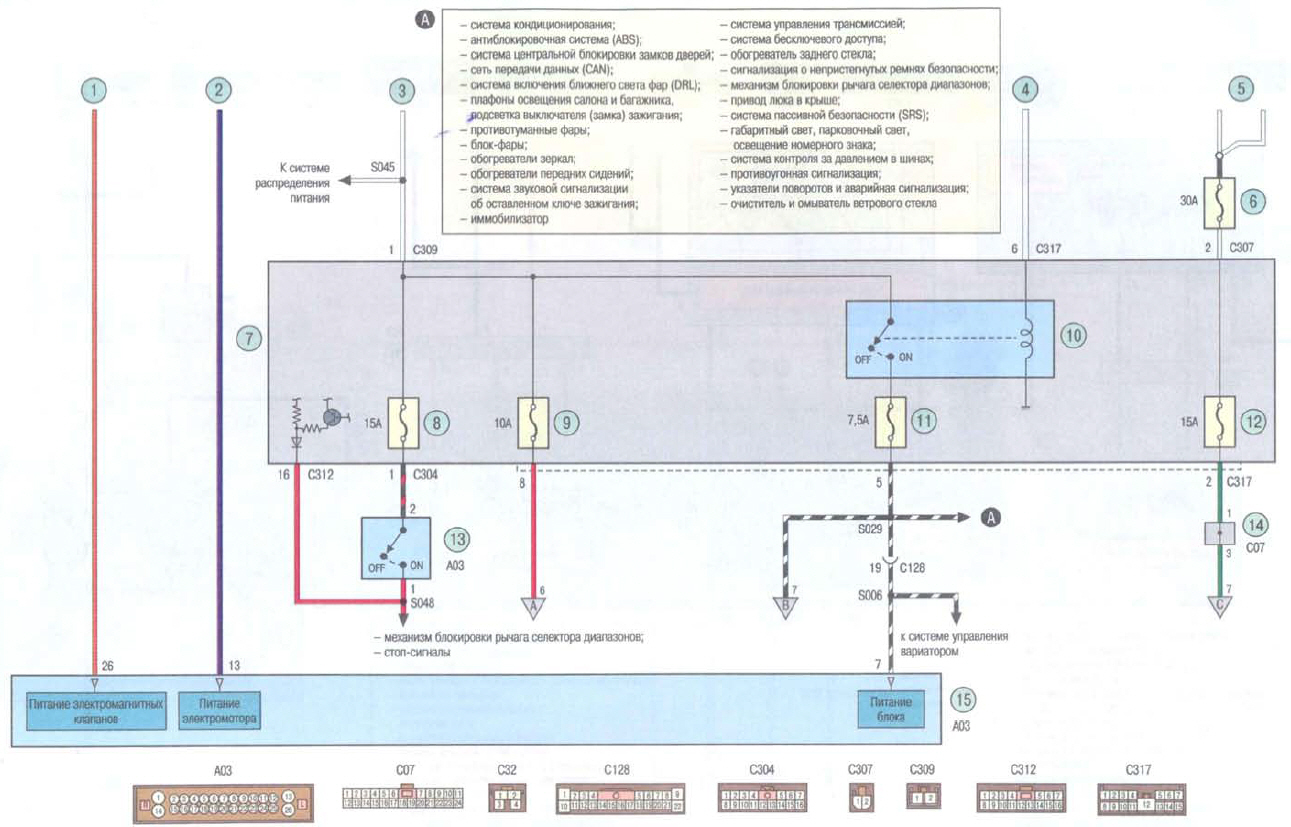 A
– система кондиционирования;
– антиблокировочная система (ABS);
– система центральной блокировки замков дверей;
– сеть передачи данных (CAN);
– система включения ближнего света фар (DRL);
– плафоны освещения салона и багажника,
подсветка выключателя (замка) зажигания;
– противотуманные фары;
– блок-фары;
– обогреватели зеркал;
– обогреватели передних сидений;
– система звуковой сигнализации
об оставленном ключе зажигания;
– иммобилизатор
– система управления трансмиссией;
– система бесключевого доступа;
– обогреватель заднего стекла;
– сигнализация о непристегнутых ремнях безопасности;
– механизм блокировки рычага селектора диапазонов;
– привод люка в крыше;
– система пассивной безопасности (SRS);
– габаритный свет, парковочный свет,
освещение номерного знака;
– система контроля за давлением в шинах;
– противоугонная сигнализация;
– указатели поворотов и аварийная сигнализация;
– очиститель и омыватель ветрового стекла
1
2
3
4
5
К системе
распределения
питания
S045
30А
6
1 C309
6 C317
2 C307
7
OFF ON
10
15А
8
10А
9
7,5А
11
15А
12
16 C312
1 C304
8
5
2 C317
2
13
A03
OFF ON
1
S048
S029
A
19 C128
S006
1
14
C07
3
6
A
7
B
7
C
– механизм блокировки рычага селектора диапазонов;
– стоп-сигналы
к системе управления
вариатором
26
13
7
Питание электромагнитных
клапанов
Питание
электромотора
Питание
блока
15
A03
A03
C07
C32
C128
C304
C307
C309
C312
C317